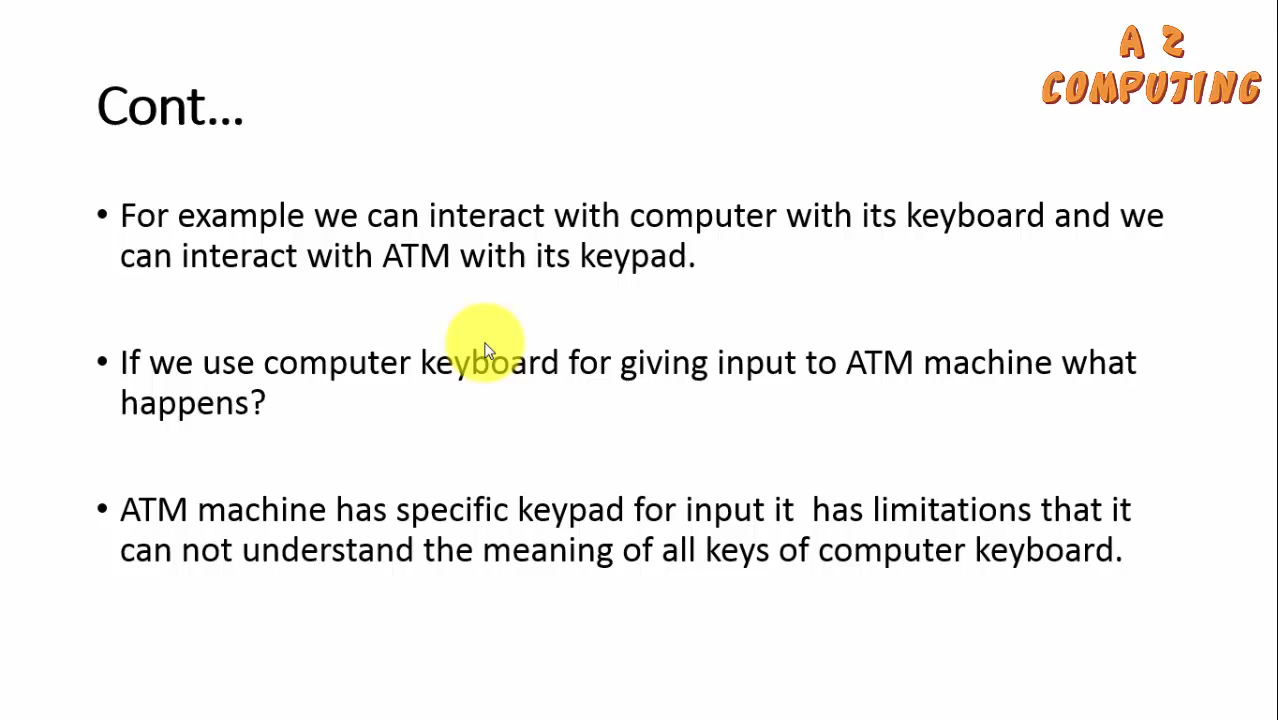 A Z
COMPUTING
Cont…
• For example we can interact with computer with its keyboard and we
can interact with ATM with its keypad.
• If we use computer keyboard for giving input to ATM machine what
happens?
• ATM machine has specific keypad for input it  has limitations that it
can not understand the meaning of all keys of computer keyboard.